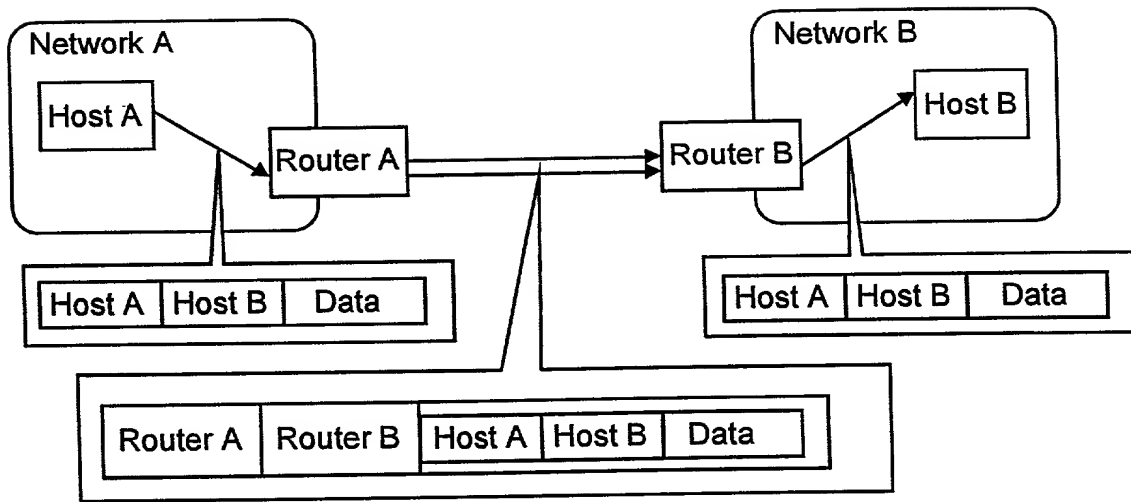 Network A
Network B
Host A
Host B
Router A
Router B
Host A Host B Data
Host A Host B Data
Router A Router B Host A Host B Data